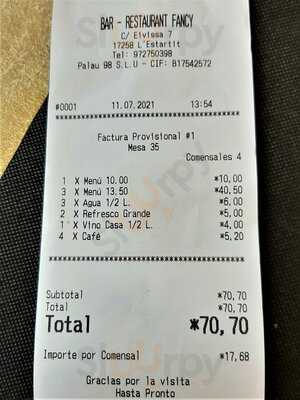 BAR - RESTAURANT FANCY
C/ Eivissa 7
17258 L'Estartit
Tel: 972750398
Palau 98 S.L.U - CIF: B17542572
#0001 11.07.2021 13:54
Factura Provisional #1
Mesa 35
Comensales 4
1 X Menú 10.00 *10,00
3 X Menú 13.50 *40,50
3 X Agua 1/2 L. *6,00
2 X Refresco Grande *5,00
1 X Vino Casa 1/2 L. *4,00
4 X Café *5,20
Subtotal *70,70
Total *70,70
Total *70,70
Importe por Comensal *17,68
Gracias por la visita
Hasta Pronto